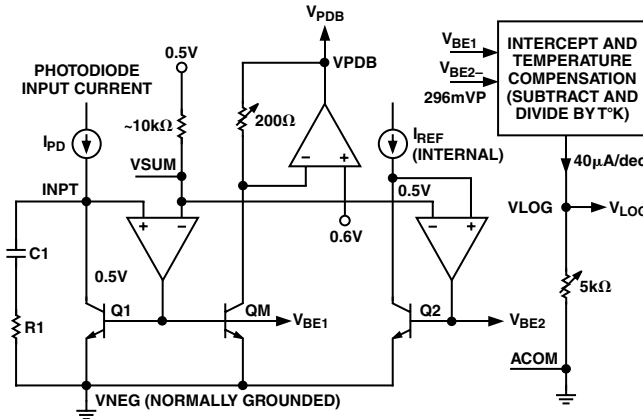 VPDB
0.5V
VBE1
VBE2–
296mVP
INTERCEPT AND
TEMPERATURE
COMPENSATION
(SUBTRACT AND
DIVIDE BY T°K)
PHOTODIODE
INPUT CURRENT
VPDB
~10kΩ
200Ω
IPD
VSUM
IREF
(INTERNAL)
40µA/dec
INPT
0.5V
VLOG
VLOG
0.6V
C1
0.5V
5kΩ
R1
Q1
QM
VBE1
Q2
VBE2
ACOM
VNEG (NORMALLY GROUNDED)
+
–
–
+
–
+